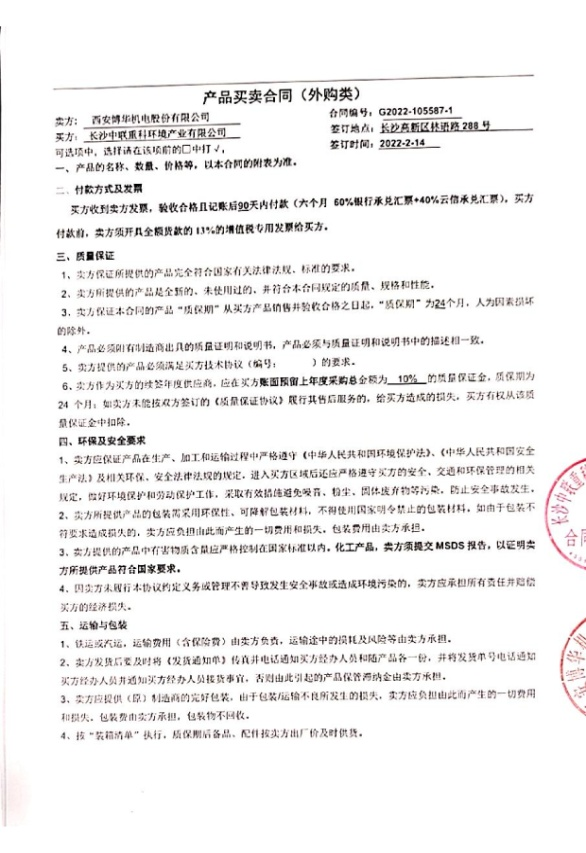 产品买卖合同（外购类）
卖方： 西安博华机电股份有限公司
合同编号：G2022-105587-1
买方：长沙中联重科环境产业有限公司
签订地点：长沙高新区林语路 288 号
可选项中，选择请在该项前的□中打√。
签订时间：2022-2-14
一、产品的名称、数量、价格等，以本合同的附表为准。
二、付款方式及发票
买方收到卖方发票，验收合格且记账后90天内付款（六个月 60%银行承兑汇票+40%云信承兑汇票）。买方
付款前，卖方须开具全额货款的 13%的增值税专用发票给买方。
三、质量保证
1、卖方保证所提供的产品完全符合国家有关法律法规、标准的要求。
2、卖方所提供的产品是全新的、未使用过的，并符合本合同规定的质量、规格和性能。
3、卖方保证本合同的产品“质保期”从买方产品销售并验收合格之日起，“质保期”为24个月，人为因素损坏
的除外。
4、产品必须附有制造商出具的质量证明和说明书，产品必须与质量证明和说明书中的描述相一致。
5、卖方提供的产品必须满足买方技术协议（编号： ）的要求。
6、卖方作为买方的续签年度供应商，应在买方账面预留上年度采购总金额为 10% 的质量保证金，质保期为
24 个月；如卖方未能按双方签订的《质量保证协议》履行其售后服务的，给买方造成的损失，买方有权从该质
量保证金中扣除。
四、环保及安全要求
1、卖方应保证产品在生产、加工和运输过程中严格遵守《中华人民共和国环境保护法》、《中华人民共和国安全
生产法》及相关环保、安全法律法规的规定，进入买方区域后还应严格遵守买方的安全、交通和环保管理的相关
规定，做好环境保护和劳动保护工作，采取有效措施避免噪音、粉尘、固体废弃物等污染，防止安全事故发生。
2、卖方所提供产品的包装需采用环保性、可降解包装材料，不得使用国家明令禁止的包装材料，如由于包装不
符要求造成损失的，卖方应负担由此而产生的一切费用和损失，包装费用由卖方承担。
3、卖方提供的产品中有害物质含量应严格控制在国家标准以内。化工产品，卖方须提交 MSDS 报告，以证明卖
方所提供产品符合国家要求。
4、因卖方未履行本协议约定义务或管理不善导致发生安全事故或造成环境污染的，卖方应承担所有责任并赔偿
买方的经济损失。
五、运输与包装
1、铁运或汽运，运输费用（含保险费）由卖方负责，运输途中的损耗及风险等由卖方承担。
2、卖方发货后要及时将《发货通知单》传真并电话通知买方经办人员和随产品各一份，并将发货单号电话通知
买方经办人员并通知买方经办人员接货事宜，否则由此引起的产品保管滞纳金由卖方承担。
3、卖方应提供（原）制造商的完好包装，由于包装/运输不良所发生的损失，卖方应负担由此而产生的一切费用
和损失，包装费由卖方承担，包装物不回收。
4、按“装箱清单”执行，质保期后备品、配件按卖方出厂价及时供货。
长沙中联重
合同